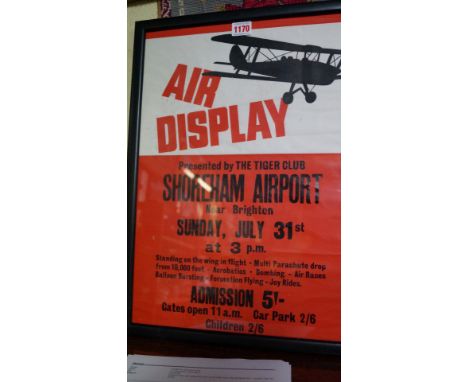 1170
AIR
DISPLAY
Presented by THE TIGER CLUB
SHOREHAM AIRPORT
Near Brighton
SUNDAY, JULY 31st
at 3 p.m.
Standing on the wing in flight - Multi Parachute drop
from 15,000 feet - Aerobatics - Bombing - Air Races
Balloon Bursting - Formation Flying - Joy Rides.
ADMISSION 5/-
Gates open 11 a.m. Car Park 2/6
Children 2/6